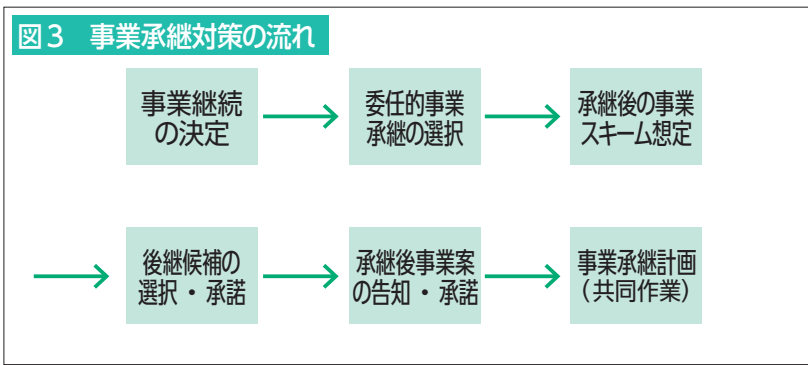 図3　事業承継対策の流れ
事業継続
の決定
委任的事業
承継の選択
承継後の事業
スキーム想定
後継候補の
選択・承諾
承継後事業案
の告知・承諾
事業承継計画
（共同作業）